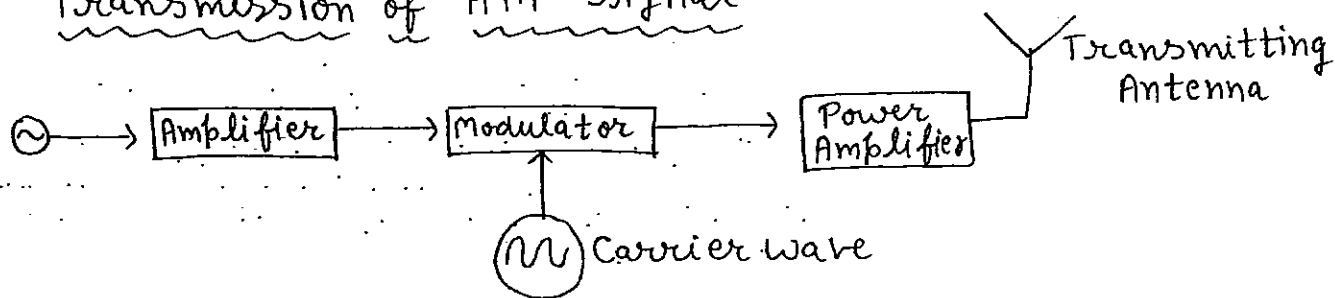 Transmission of AM Signal
Transmitting
Antenna
Amplifier
Modulator
Power
Amplifier
Carrier wave